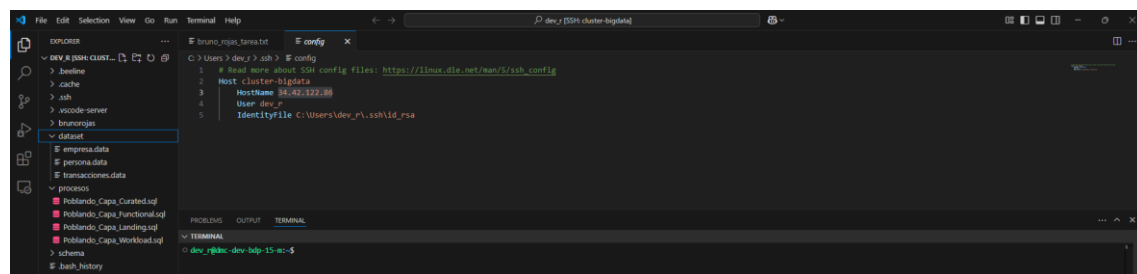 File Edit Selection View Go Run Terminal Help
dev_r [SSH: cluster-bigdata]
EXPLORER
DEV_R [SSH: CLUST...
.beeline
.cache
.ssh
.vscode-server
brunorojas
dataset
empresa.data
persona.data
transacciones.data
procesos
Poblando_Capa_Curated.sql
Poblando_Capa_Functional.sql
Poblando_Capa_Landing.sql
Poblando_Capa_Workload.sql
schema
.bash_history
bruno_rojas_tarea.txt config
C: > Users > dev_r > .ssh > config
1 # Read more about SSH config files: https://linux.die.net/man/5/ssh_config
2 Host cluster-bigdata
3 HostName 34.42.122.86
4 User dev_r
5 IdentityFile C:\Users\dev_r\.ssh\id_rsa
PROBLEMS OUTPUT TERMINAL
TERMINAL
dev_r@dmc-dev-bdp-15-m:~$